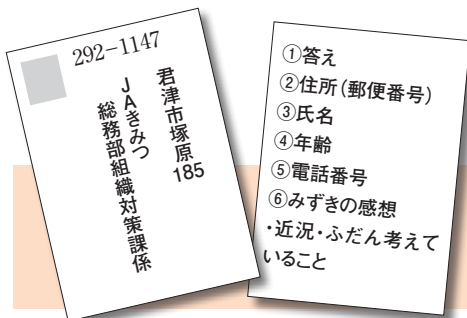 292-1147
君津市塚原185
JAきみつ
総務部組織対策課係
①答え
②住所(郵便番号)
③氏名
④年齢
⑤電話番号
⑥みずきの感想
・近況・ふだん考えて
いること